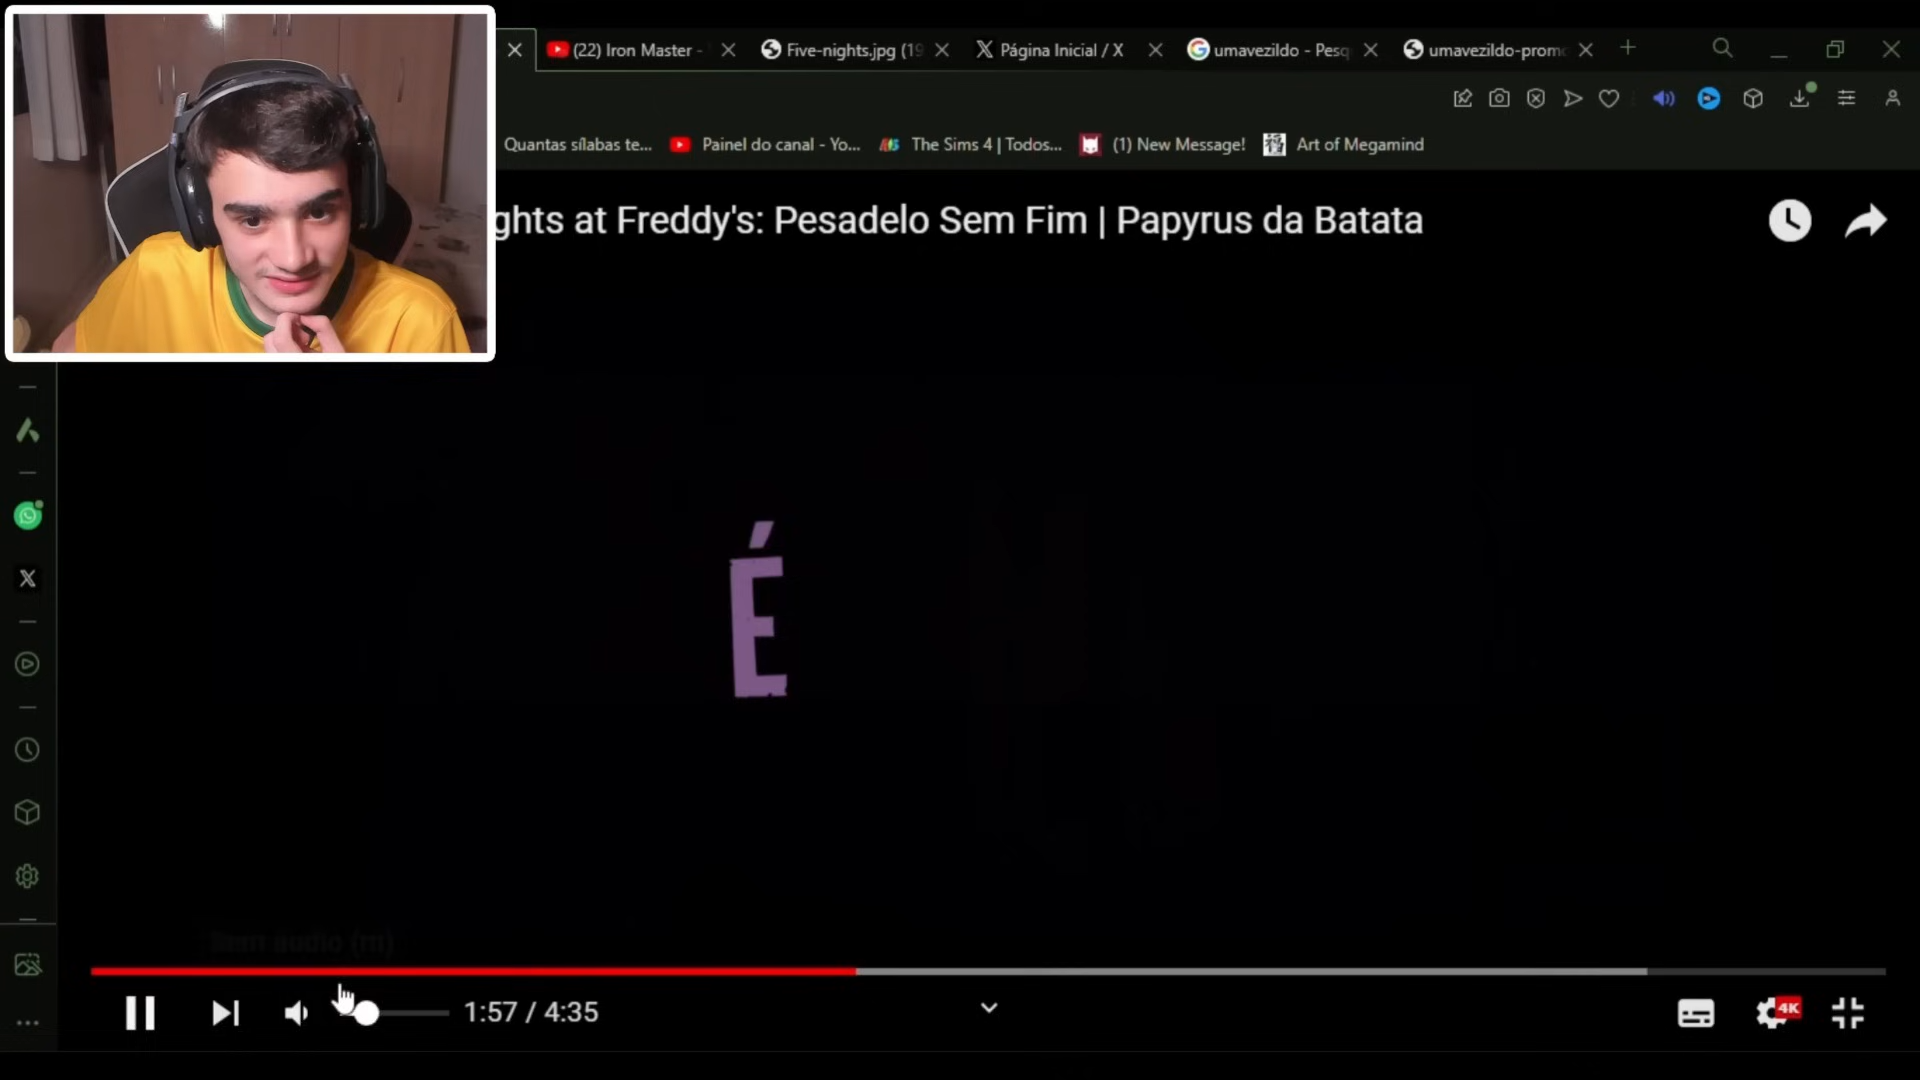 (22) Iron Master -
Five-nights.jpg (19
Página Inicial / X
umavezildo - Pesq
umavezildo-prom
Quantas sílabas te...
Painel do canal - Yo...
The Sims 4 | Todos...
(1) New Message!
Art of Megamind
ghts at Freddy's: Pesadelo Sem Fim | Papyrus da Batata
É
1:57 / 4:35
4K